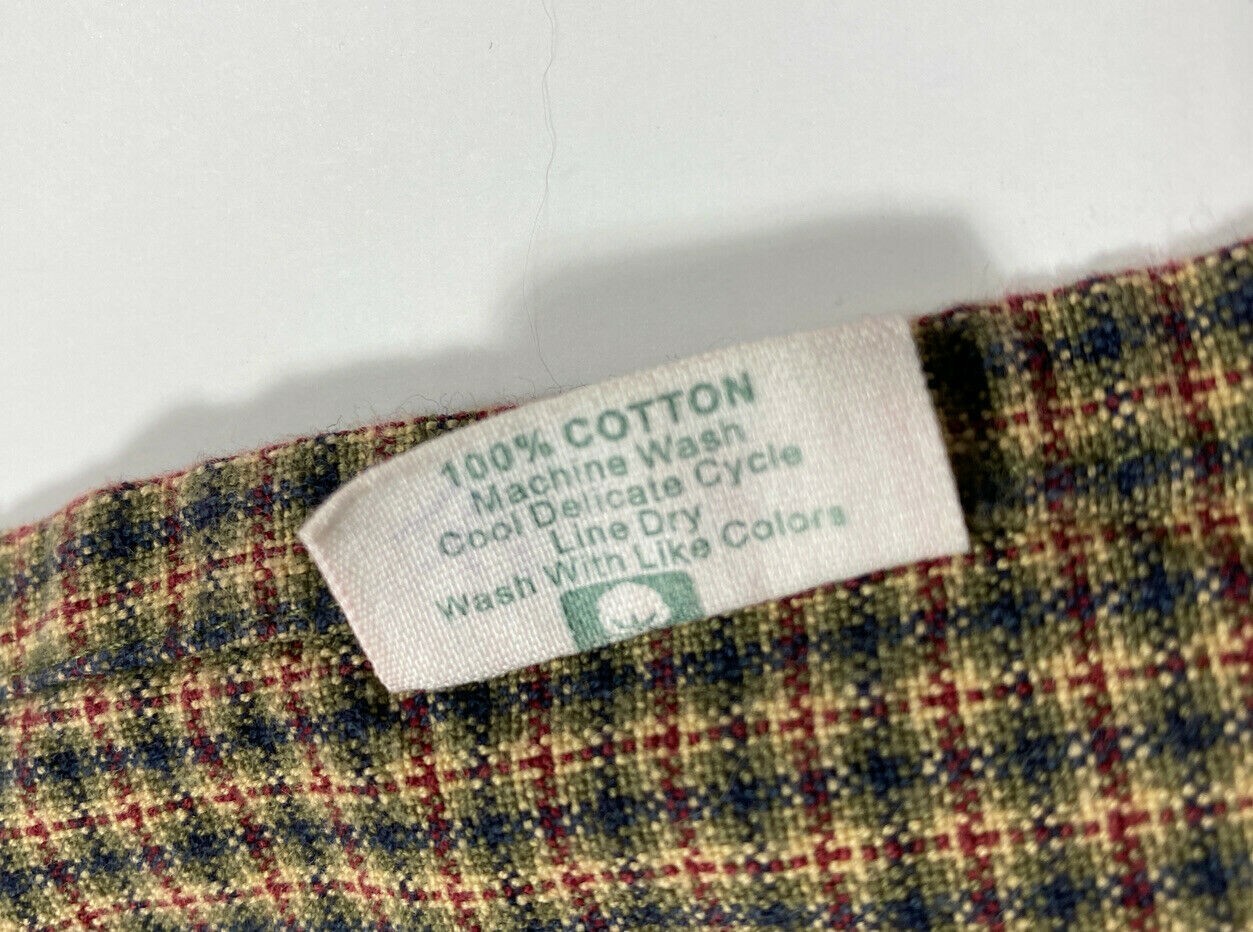 100% COTTON
Machine Wash
Cool Delicate Cycle
Line Dry
Wash With Like Colors